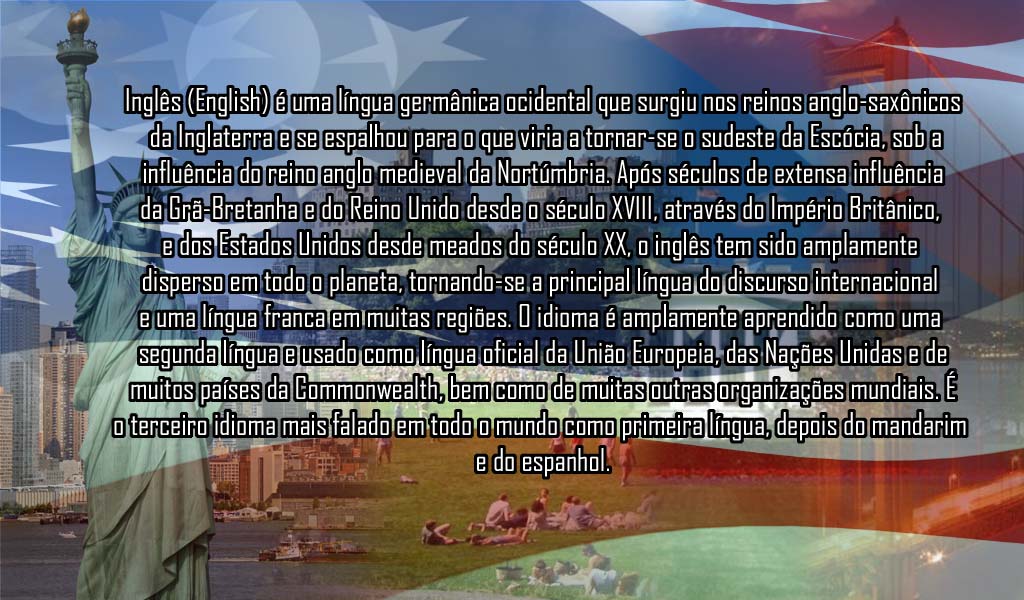 Inglês (English) é uma língua germânica ocidental que surgiu nos reinos anglo-saxônicos
da Inglaterra e se espalhou para o que viria a tornar-se o sudeste da Escócia, sob a
influência do reino anglo medieval da Nortúmbria. Após séculos de extensa influência
da Grã-Bretanha e do Reino Unido desde o século XVIII, através do Império Britânico,
e dos Estados Unidos desde meados do século XX, o inglês tem sido amplamente
disperso em todo o planeta, tornando-se a principal língua do discurso internacional
e uma língua franca em muitas regiões. O idioma é amplamente aprendido como uma
segunda língua e usado como língua oficial da União Europeia, das Nações Unidas e de
muitos países da Commonwealth, bem como de muitas outras organizações mundiais. É
o terceiro idioma mais falado em todo o mundo como primeira língua, depois do mandarim
e do espanhol.